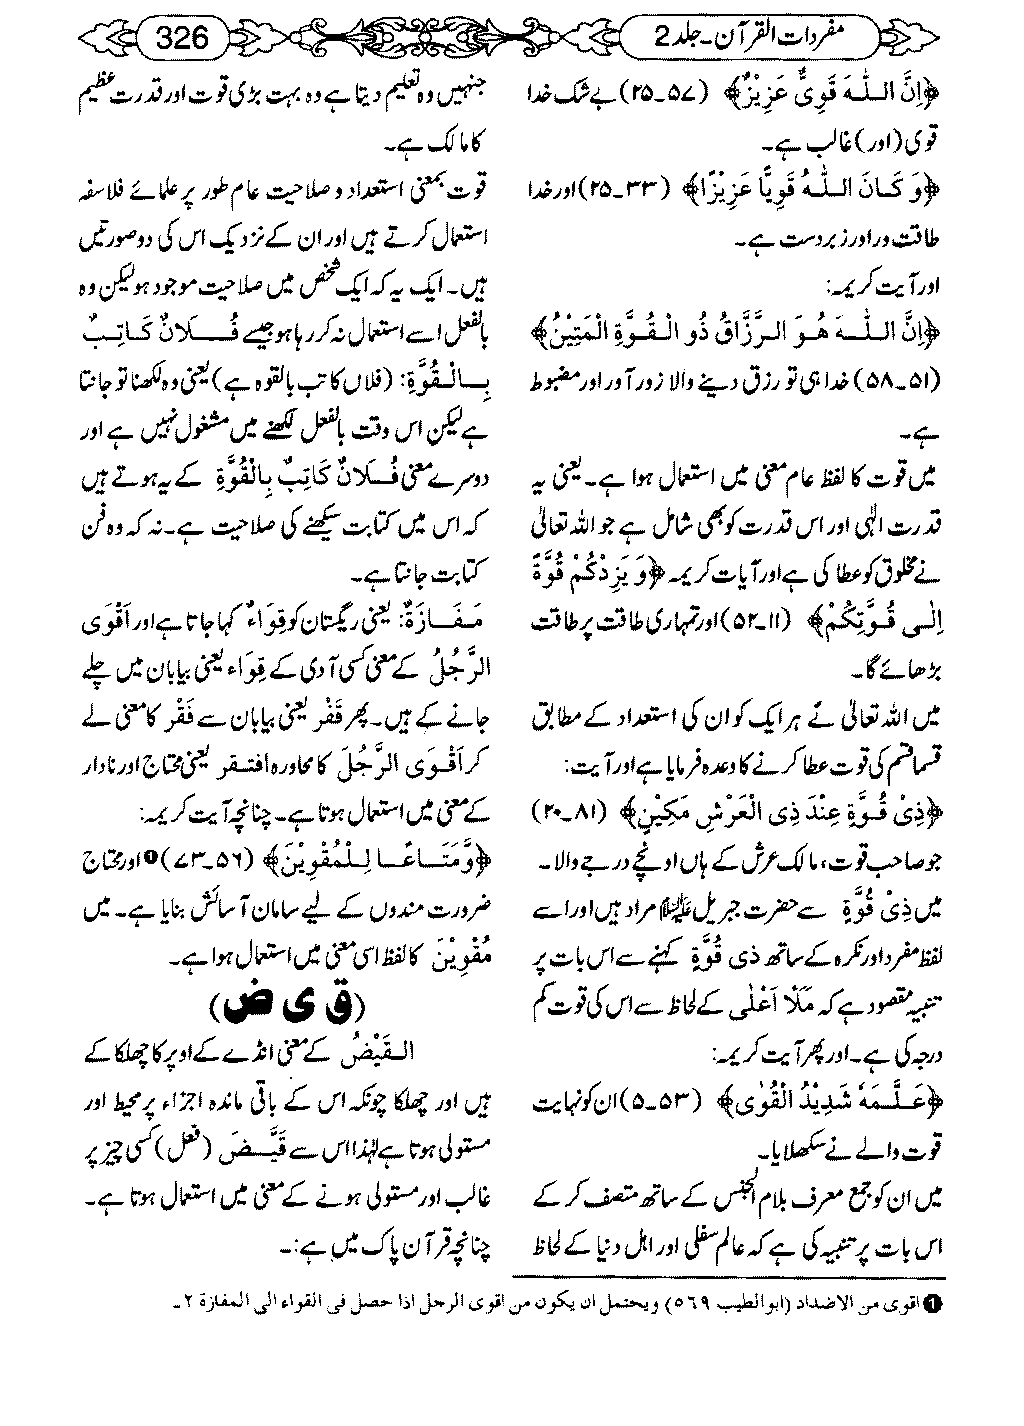 مفردات القرآن۔ جلد 2
326
﴿اِنَّ اللّٰہَ قَوِیٌّ عَزِیْزٌ﴾ (۵۷۔۲۵) بے شک خدا
قوی (اور) غالب ہے۔
﴿وَ کَانَ اللّٰہُ قَوِیًّا عَزِیْزًا﴾ (۳۳۔۲۵) اور خدا
طاقت ور اور زبردست ہے۔
اور آیت کریمہ:
﴿اِنَّ اللّٰہَ ھُوَ الرَّزَّاقُ ذُو الْقُوَّۃِ الْمَتِیْنُ﴾
(۵۱۔۵۸) خدا ہی تو رزق دینے والا زور آور اور مضبوط
ہے۔
میں قوت کا لفظ عام معنی میں استعمال ہوا ہے۔ یعنی یہ
قدرت الٰہی اور اس قدرت کو بھی شامل ہے جو اللہ تعالیٰ
نے مخلوق کو عطا کی ہے اور آیات کریمہ ﴿وَ یَزِدْکُمْ قُوَّۃً
اِلٰی قُوَّتِکُمْ﴾ (۱۱۔۵۲) اور تمہاری طاقت پر طاقت
بڑھائے گا۔
میں اللہ تعالیٰ نے ہر ایک کو ان کی استعداد کے مطابق
قسماقسم کی قوت عطا کرنے کا وعدہ فرمایا ہے اور آیت:
﴿ذِیْ قُوَّۃٍ عِنْدَ ذِی الْعَرْشِ مَکِیْنٍ﴾ (۸۱۔۲۰)
جو صاحب قوت، مالک عرش کے ہاں اونچے درجے والا۔
میں ذِیْ قُوَّۃٍ سے حضرت جبریل علیہ السلام مراد ہیں اور اسے
لفظ مفرد اور نکرہ کے ساتھ ذی قُوَّۃٍ کہنے سے اس بات پر
تنبیہ مقصود ہے کہ مَلَا اَعْلٰی کے لحاظ سے اس کی قوت کم
درجہ کی ہے۔ اور پھر آیت کریمہ:
﴿عَلَّمَہٗ شَدِیْدُ الْقُوٰی﴾ (۵۳۔۵) ان کو نہایت
قوت والے نے سکھلایا۔
میں ان کو جمع معرف بلام الجنس کے ساتھ متصف کر کے
اس بات پر تنبیہ کی ہے کہ عالم سفلی اور اہل دنیا کے لحاظ
جنہیں وہ تعلیم دیتا ہے وہ بہت بڑی قوت اور قدرت عظیم
کا مالک ہے۔
قوت بمعنی استعداد و صلاحیت عام طور پر علمائے فلاسفہ
استعمال کرتے ہیں اور ان کے نزدیک اس کی دو صورتیں
ہیں۔ ایک یہ کہ ایک شخص میں صلاحیت موجود ہو لیکن وہ
بالفعل اسے استعمال نہ کر رہا ہو جیسے فُلَانٌ کَاتِبٌ
بِالْقُوَّۃِ: (فلاں کاتب بالقوہ ہے) یعنی وہ لکھنا تو جانتا
ہے لیکن اس وقت بالفعل لکھنے میں مشغول نہیں ہے اور
دوسرے معنی فُلَانٌ کَاتِبٌ بِالْقُوَّۃِ کے یہ ہوتے ہیں
کہ اس میں کتابت سیکھنے کی صلاحیت ہے۔ نہ کہ وہ فن
کتابت جانتا ہے۔
مَفَازَۃٌ: یعنی ریگستان کو قِوَاءٌ کہا جاتا ہے اور اَقْوَی
الرَّجُلُ کے معنی کسی آدمی کے قِوَاء یعنی بیابان میں چلے
جانے کے ہیں۔ پھر قَفْر یعنی بیابان سے فَقْر کا معنی لے
کر اَقْوَی الرَّجُلَ کا محاورہ افتقر یعنی محتاج اور نادار
کے معنی میں استعمال ہوتا ہے۔ چنانچہ آیت کریمہ:
﴿وَّمَتَاعًا لِلْمُقْوِیْنَ﴾ (۵۶۔۷۳)❶ اور محتاج
ضرورت مندوں کے لیے سامان آسائش بنایا ہے۔ میں
مُقْوِیْنَ کا لفظ اسی معنی میں استعمال ہوا ہے۔
(ق ی ض)
القَیْضُ کے معنی انڈے کے اوپر کا چھلکا کے
ہیں اور چھلکا چونکہ اس کے باقی ماندہ اجزاء پر محیط اور
مستولی ہوتا ہے لہٰذا اس سے قَیَّضَ (فعل) کسی چیز پر
غالب اور مستولی ہونے کے معنی میں استعمال ہوتا ہے۔
چنانچہ قرآن پاک میں ہے:۔
❶ اقوی من الاضداد (ابو الطیب ۵۶۹) ویحتمل ان یکون من اقوی الرحل اذا حصل فی القواء الی المفازۃ ۲۔